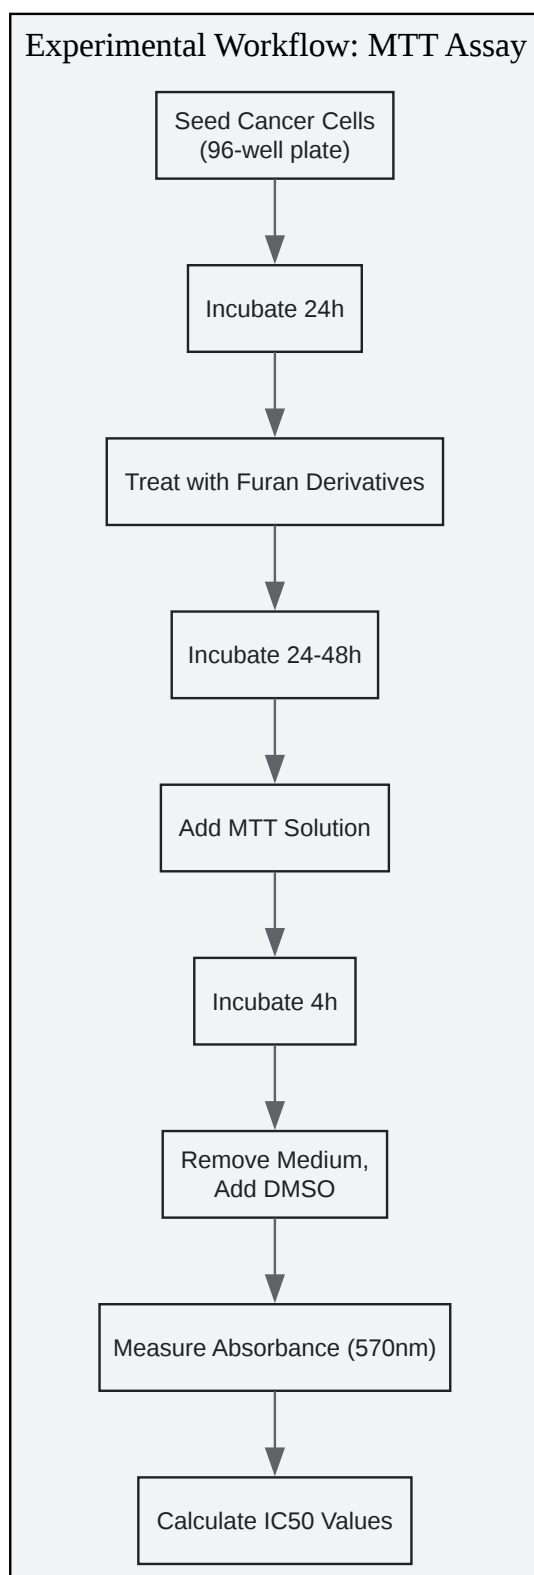 Experimental Workflow: MTT Assay
Seed Cancer Cells
(96-well plate)
Incubate 24h
Treat with Furan Derivatives
Incubate 24-48h
Add MTT Solution
Incubate 4h
Remove Medium,
Add DMSO
Measure Absorbance (570nm)
Calculate IC50 Values